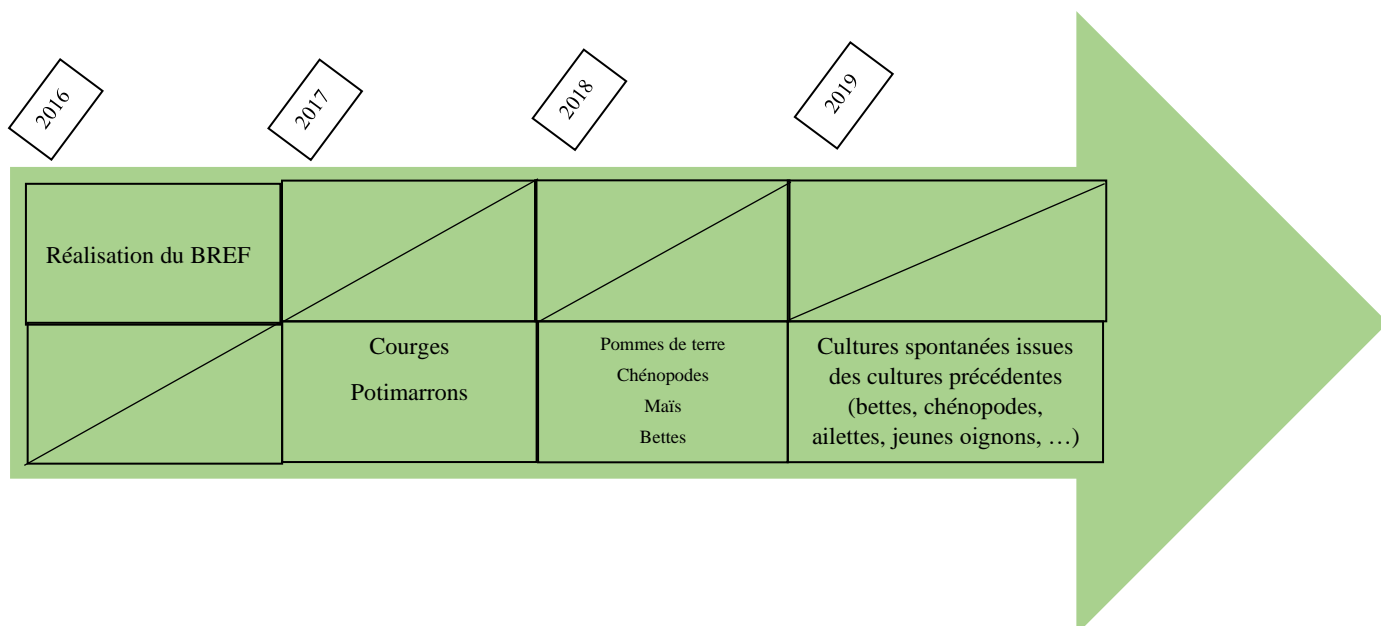 2016
2017
2018
2019
Réalisation du BREF
Courges
Potimarrons
Pommes de terre
Chénopodes
Maïs
Bettes
Cultures spontanées issues
des cultures précédentes
(bettes, chénopodes,
ailettes, jeunes oignons, …)